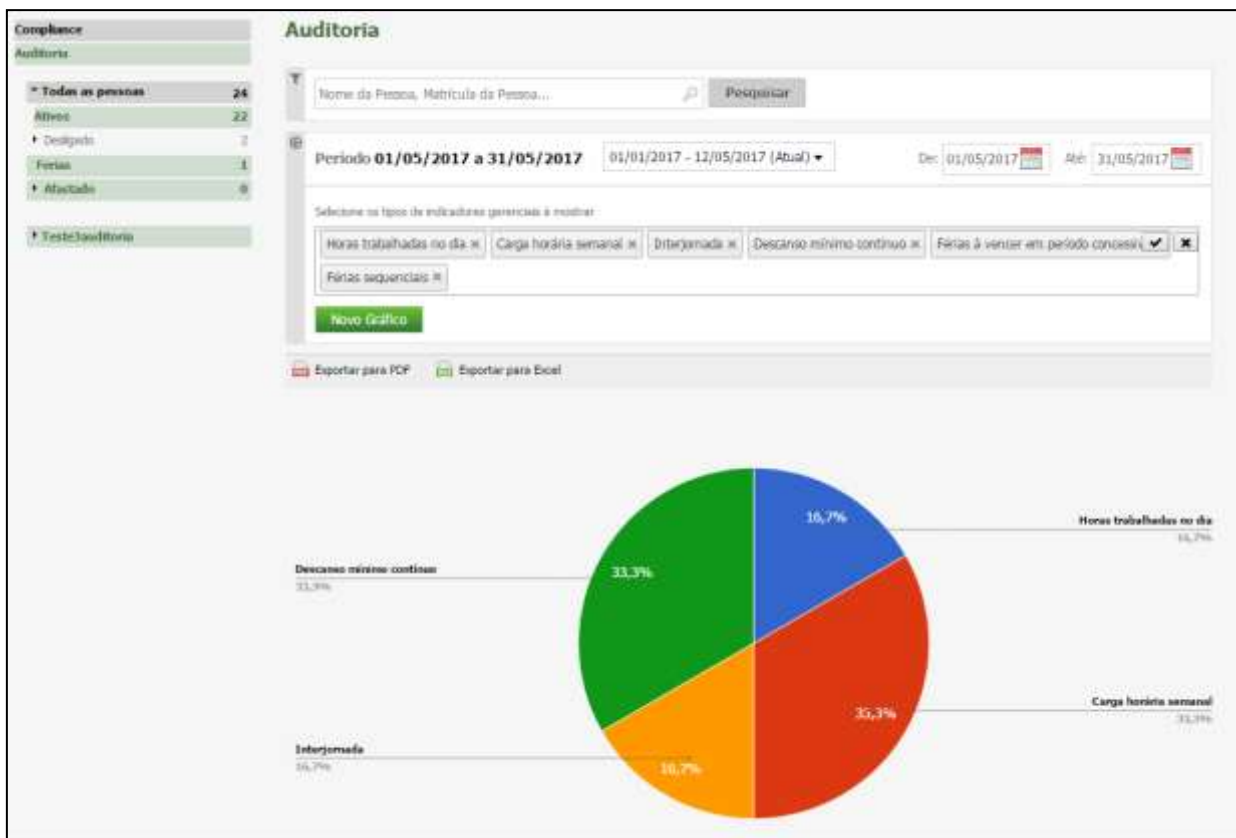 Compliance
Auditoria
Todas as pessoas 24
Ativos 22
Desligado 2
Ferias 1
Afastado 0
Teste3auditoria
Auditoria
Nome da Pessoa, Matrícula da Pessoa...
Pesquisar
Período 01/05/2017 a 31/05/2017
01/01/2017 - 12/05/2017 (Atual)
De: 01/05/2017
Até: 31/05/2017
Selecione os tipos de indicadores gerenciais à mostrar
Horas trabalhadas no dia × Carga horária semanal × Interjornada × Descanso mínimo contínuo × Férias à vencer em período
Férias sequenciais ×
Novo Gráfico
Exportar para PDF Exportar para Excel
16,7%
Horas trabalhadas no dia
16,7%
Descanso mínimo contínuo
33,3%
33,3%
Carga horária semanal
33,3%
33,3%
Interjornada
16,7%
16,7%